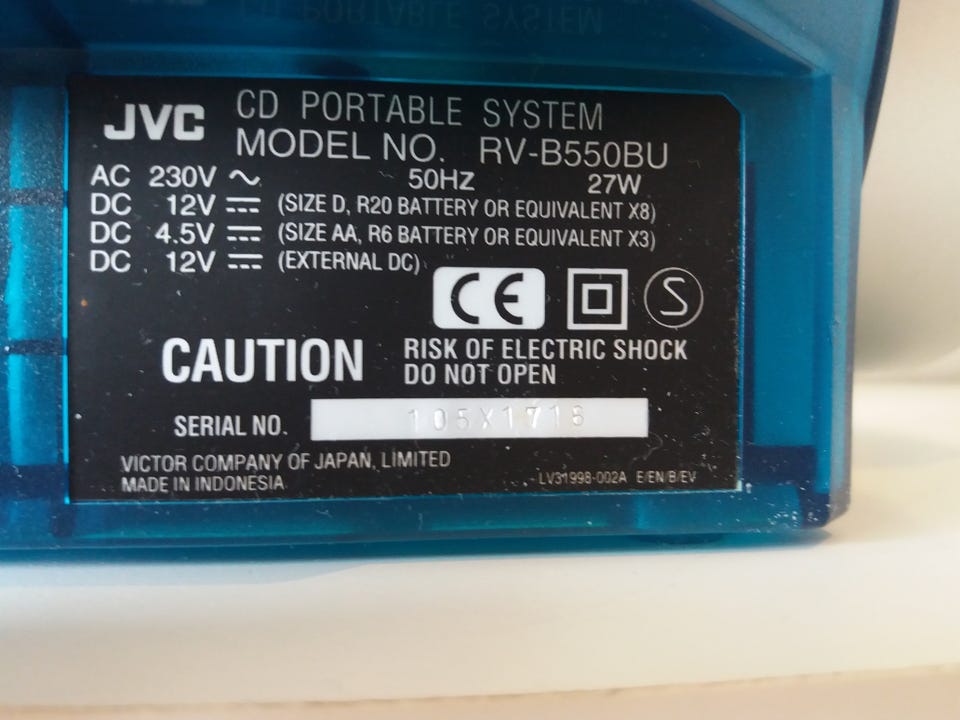 CD PORTABLE SYSTEM
JVC
CD PORTABLE SYSTEM
MODEL NO. RV-B550BU
AC 230V ~ 50HZ 27W
DC 12V ⎓ (SIZE D, R20 BATTERY OR EQUIVALENT X8)
DC 4.5V ⎓ (SIZE AA, R6 BATTERY OR EQUIVALENT X3)
DC 12V ⎓ (EXTERNAL DC)
CE S
CAUTION RISK OF ELECTRIC SHOCK
DO NOT OPEN
SERIAL NO. 105X1718
VICTOR COMPANY OF JAPAN, LIMITED
MADE IN INDONESIA
LV31998-002A E/EN/B/EV